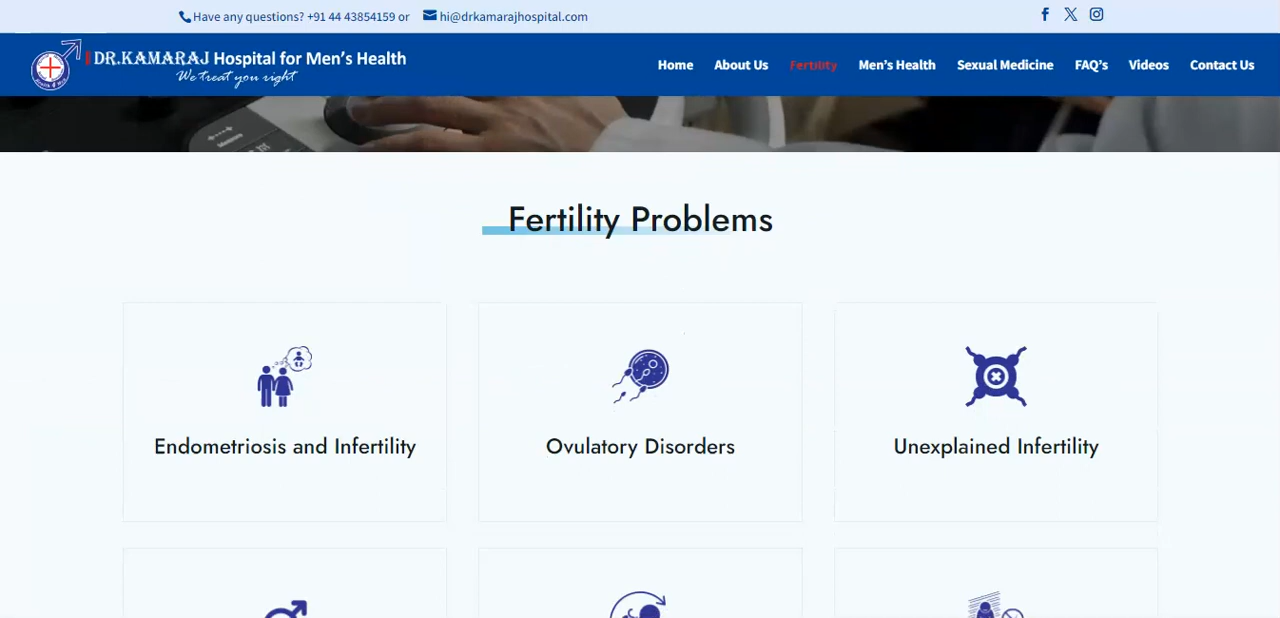 Have any questions? +91 44 43854159 or hi@drkamarajhospital.com
DR.KAMARAJ Hospital for Men's Health
We treat you right
Home About Us Fertility Men's Health Sexual Medicine FAQ's Videos Contact Us
Fertility Problems
Endometriosis and Infertility
Ovulatory Disorders
Unexplained Infertility